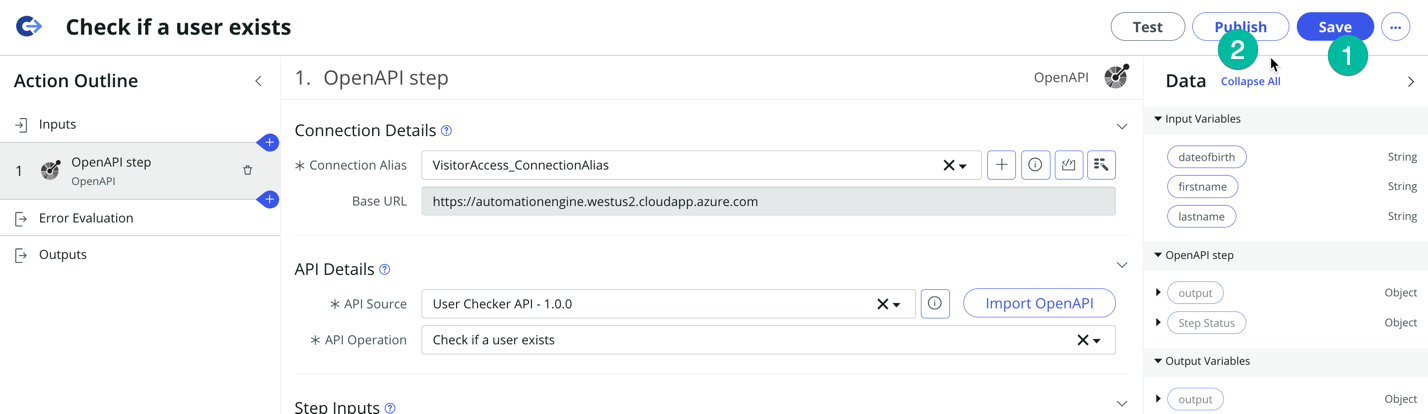 Check if a user exists
Test
Publish
Save
...
2
1
Action Outline
Inputs
1
OpenAPI step
OpenAPI
Error Evaluation
Outputs
1. OpenAPI step
OpenAPI
Connection Details ?
* Connection Alias
VisitorAccess_ConnectionAlias
Base URL
https://automationengine.westus2.cloudapp.azure.com
API Details ?
* API Source
User Checker API - 1.0.0
Import OpenAPI
* API Operation
Check if a user exists
Step Inputs ?
Data
Collapse All
Input Variables
dateofbirth String
firstname String
lastname String
OpenAPI step
output Object
Step Status Object
Output Variables
output Object